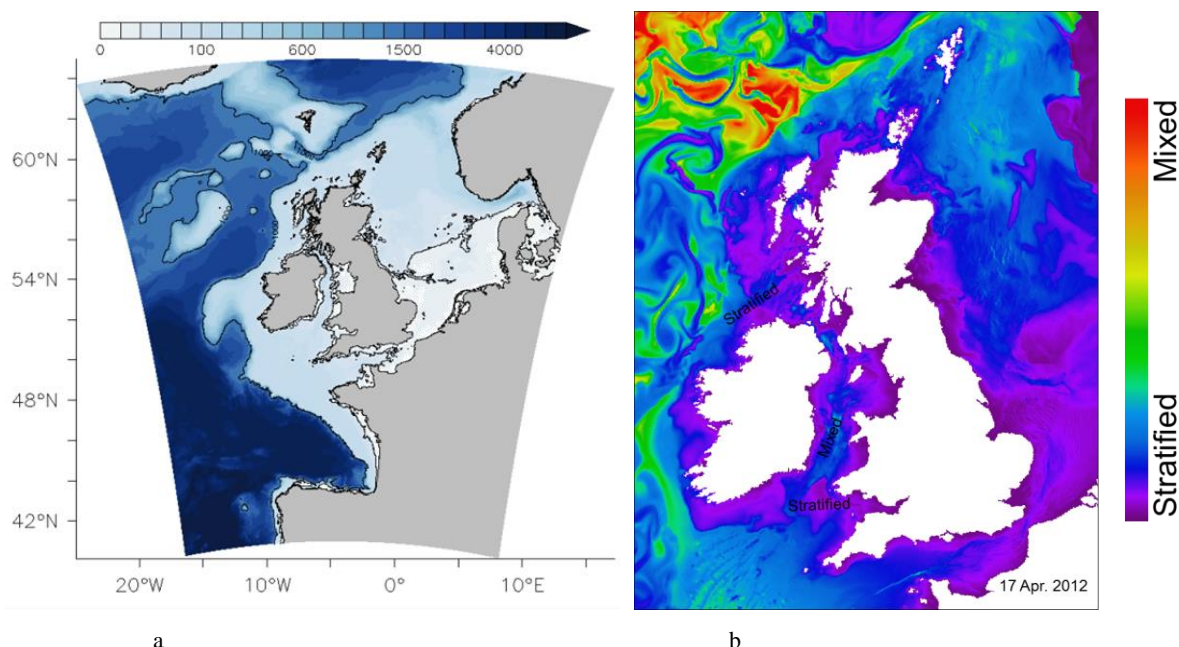 0 100 600 1500 4000
60°N
54°N
48°N
42°N
20°W 10°W 0° 10°E
Stratified
Mixed
Stratified
17 Apr. 2012
Mixed
Stratified
a b